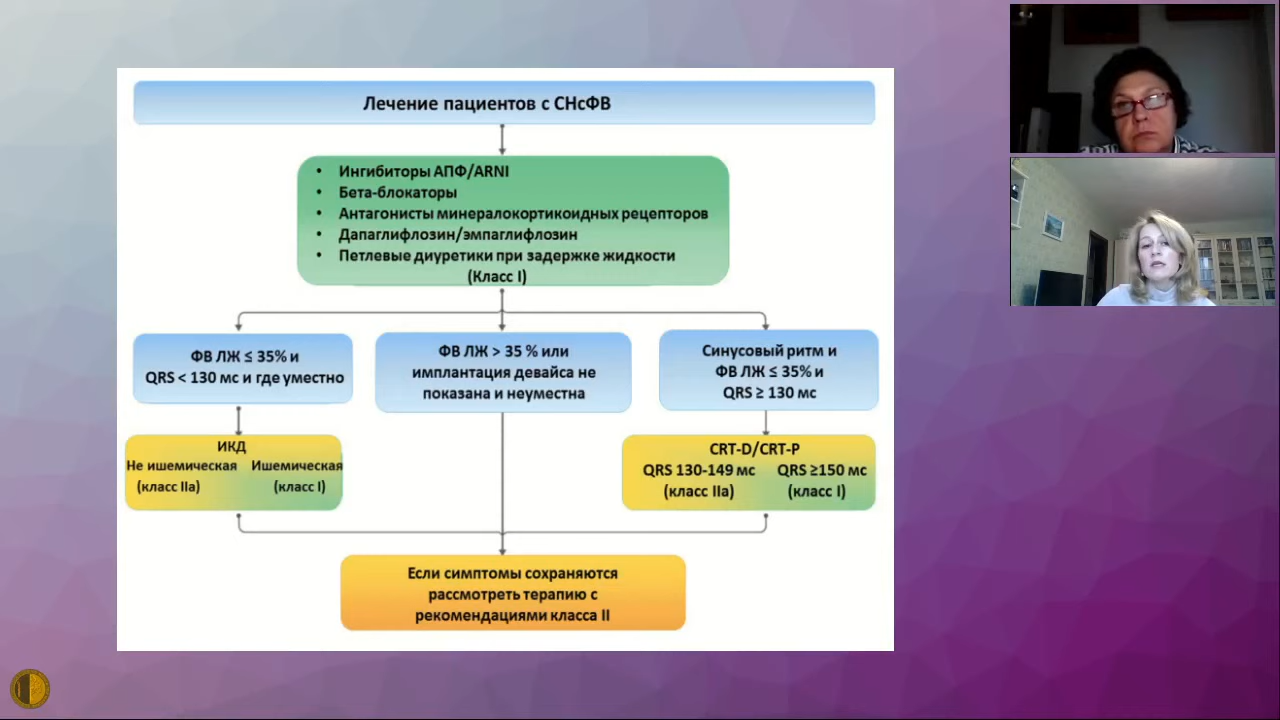 Лечение пациентов с СНсФВ
• Ингибиторы АПФ/ARNI
• Бета-блокаторы
• Антагонисты минералокортикоидных рецепторов
• Дапаглифлозин/эмпаглифлозин
• Петлевые диуретики при задержке жидкости
(Класс I)
ФВ ЛЖ ≤ 35% и
QRS < 130 мс и где уместно
ФВ ЛЖ > 35 % или
имплантация девайса не
показана и неуместна
Синусовый ритм и
ФВ ЛЖ ≤ 35% и
QRS ≥ 130 мс
ИКД
Не ишемическая Ишемическая
(класс IIa) (класс I)
CRT-D/CRT-P
QRS 130-149 мс QRS ≥150 мс
(класс IIa) (класс I)
Если симптомы сохраняются
рассмотреть терапию с
рекомендациями класса II